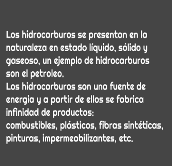 Los hidrocarburos se presentan en la
naturaleza en estado líquido, sólido y
gaseoso, un ejemplo de hidrocarburos
son el petroleo.
Los hidrocarburos son una fuente de
energia y a partir de ellos se fabrica
infinidad de productos:
combustibles, plásticos, fibras sintéticas,
pinturas, impermeabilizantes, etc.